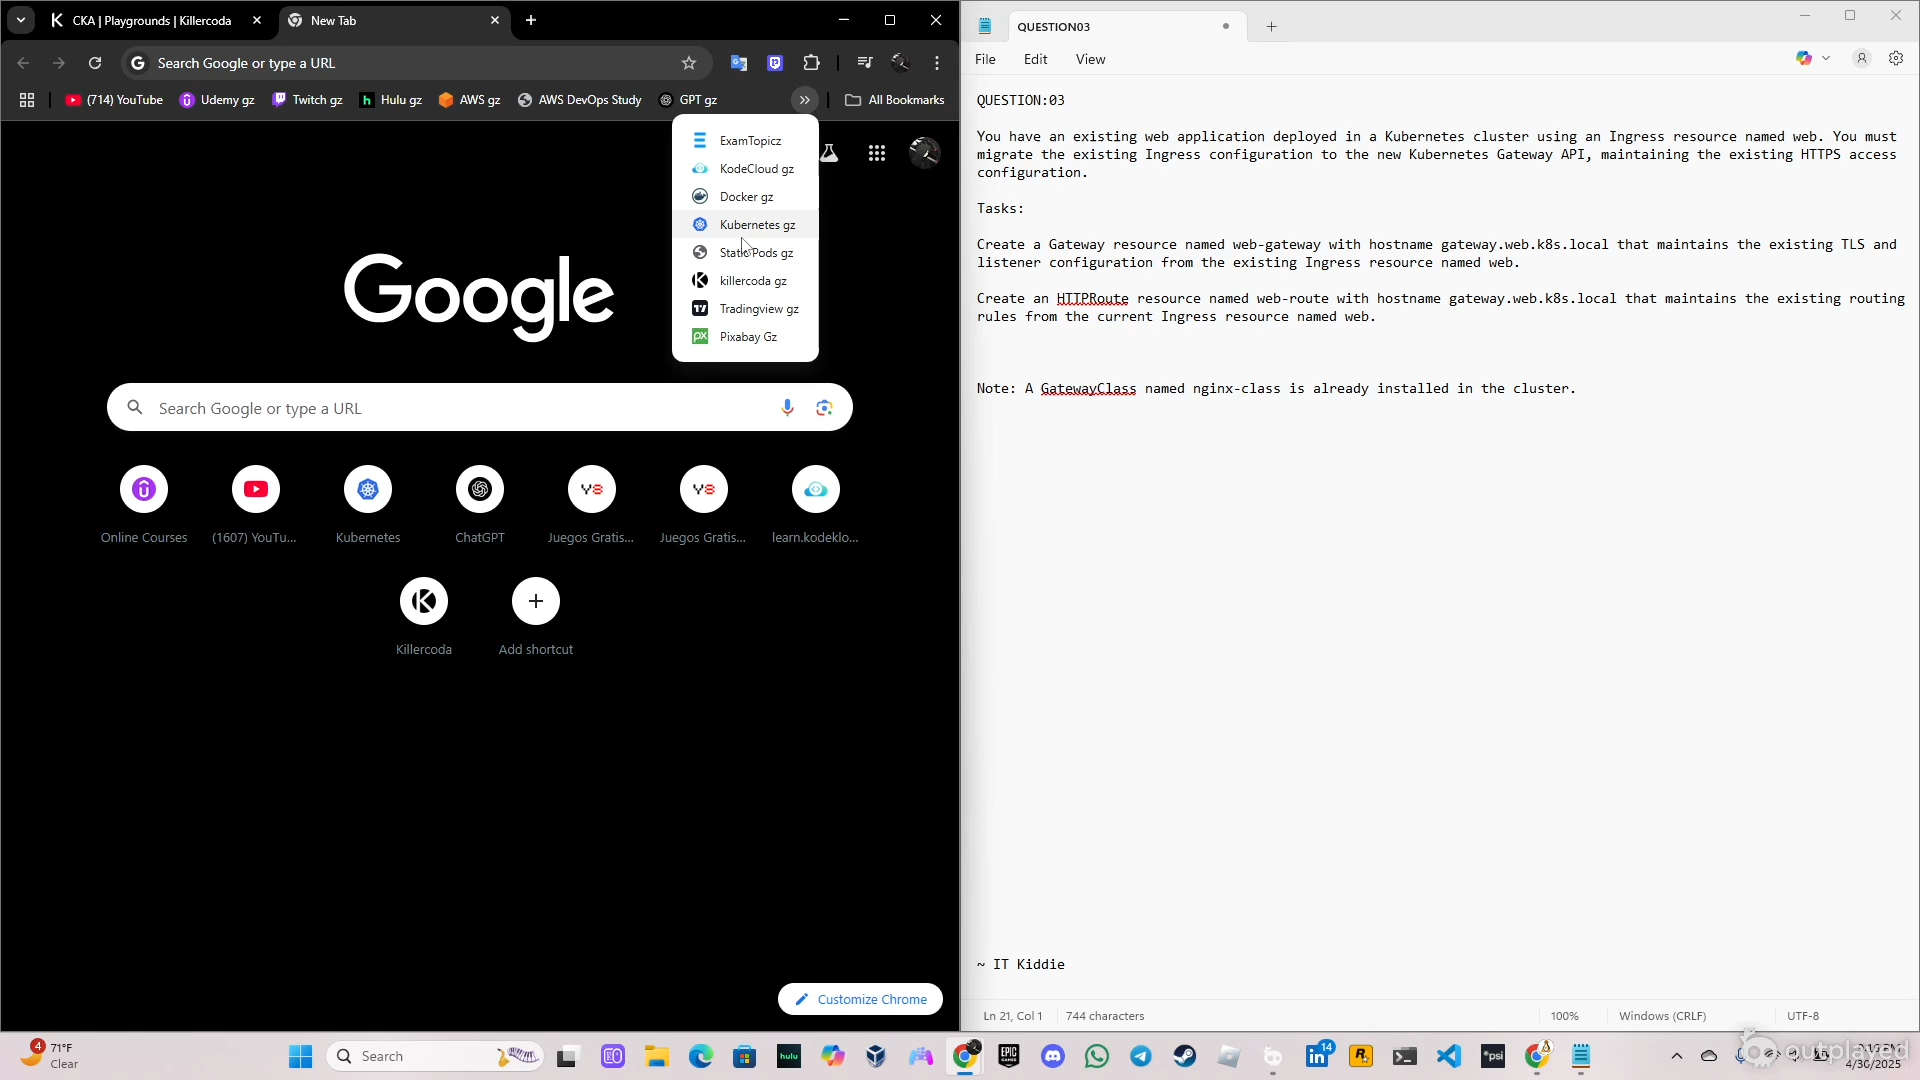 CKA | Playgrounds | Killercoda
New Tab
QUESTION03
Search Google or type a URL
File Edit View
(714) YouTube Udemy gz Twitch gz Hulu gz AWS gz AWS DevOps Study GPT gz All Bookmarks
ExamTopicz
KodeCloud gz
Docker gz
Kubernetes gz
Static Pods gz
killercoda gz
Tradingview gz
Pixabay Gz
Google
Search Google or type a URL
Online Courses
(1607) YouTu...
Kubernetes
ChatGPT
Juegos Gratis...
Juegos Gratis...
learn.kodeklo...
Killercoda
Add shortcut
Customize Chrome
QUESTION:03
You have an existing web application deployed in a Kubernetes cluster using an Ingress resource named web. You must
migrate the existing Ingress configuration to the new Kubernetes Gateway API, maintaining the existing HTTPS access
configuration.
Tasks:
Create a Gateway resource named web-gateway with hostname gateway.web.k8s.local that maintains the existing TLS and
listener configuration from the existing Ingress resource named web.
Create an HTTPRoute resource named web-route with hostname gateway.web.k8s.local that maintains the existing routing
rules from the current Ingress resource named web.
Note: A GatewayClass named nginx-class is already installed in the cluster.
~ IT Kiddie
Ln 21, Col 1 744 characters 100% Windows (CRLF) UTF-8
4
71°F
Clear
Search
hulu
EPIC GAMES
14
*psi
outplayed
4/30/2025